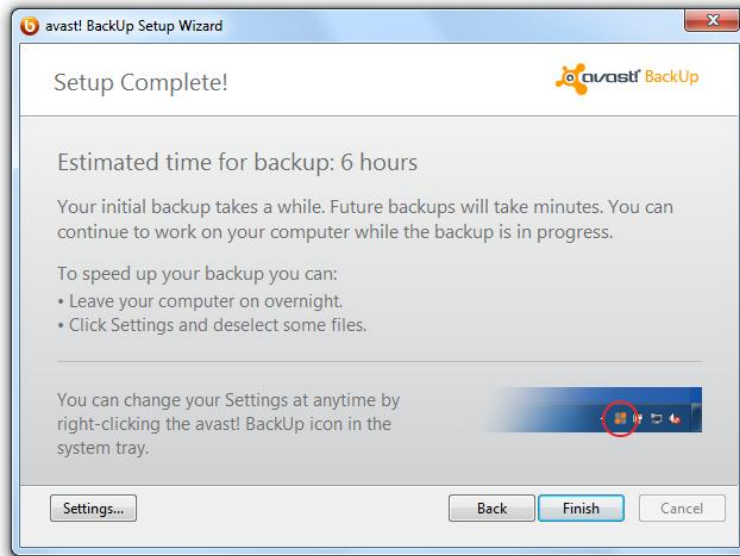 avast! BackUp Setup Wizard
Setup Complete!
avast! BackUp
Estimated time for backup: 6 hours
Your initial backup takes a while. Future backups will take minutes. You can
continue to work on your computer while the backup is in progress.
To speed up your backup you can:
• Leave your computer on overnight.
• Click Settings and deselect some files.
You can change your Settings at anytime by
right-clicking the avast! BackUp icon in the
system tray.
Settings... Back Finish Cancel